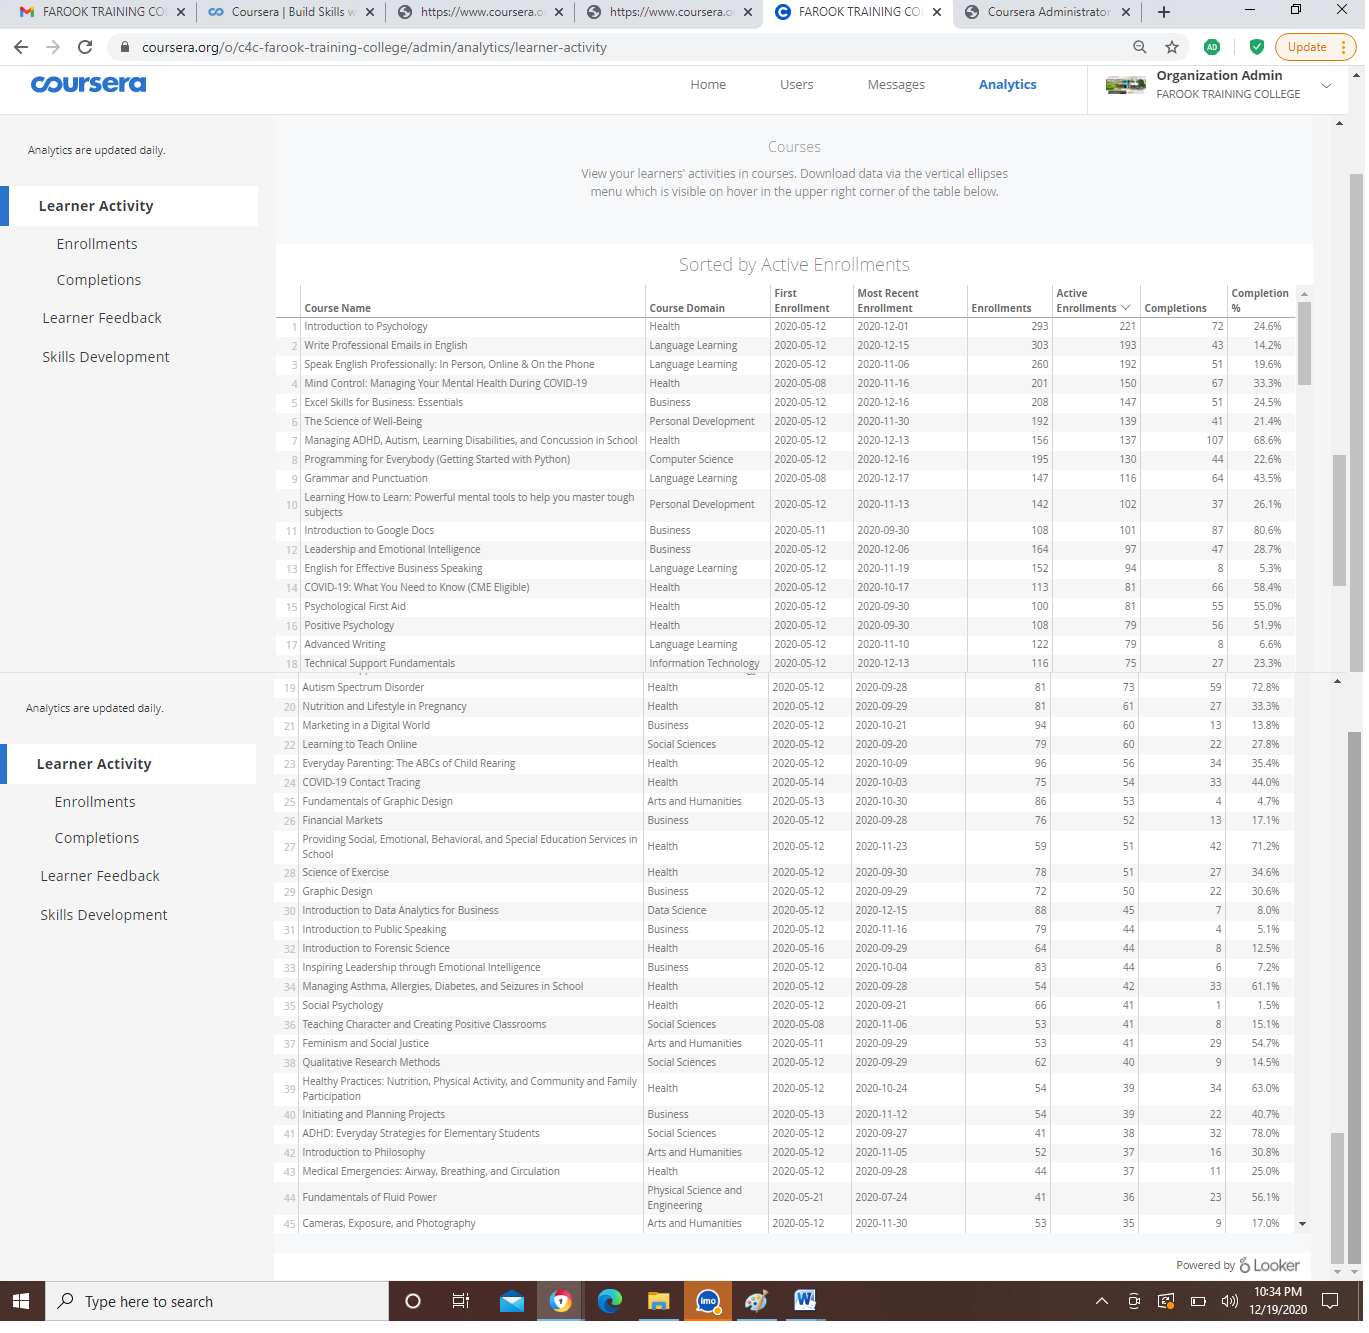 FAROOK TRAINING CO
Coursera | Build Skills w
https://www.coursera.o
https://www.coursera.o
FAROOK TRAINING CO
Coursera Administrator
coursera.org/o/c4c-farook-training-college/admin/analytics/learner-activity
AD
Update
coursera
Home Users Messages Analytics
Organization Admin
FAROOK TRAINING COLLEGE
Analytics are updated daily.
Learner Activity
Enrollments
Completions
Learner Feedback
Skills Development
Courses
View your learners' activities in courses. Download data via the vertical ellipses
menu which is visible on hover in the upper right corner of the table below.
Sorted by Active Enrollments
Course Name Course Domain First Enrollment Most Recent Enrollment Enrollments Active Enrollments Completions Completion %
1 Introduction to Psychology Health 2020-05-12 2020-12-01 293 221 72 24.6%
2 Write Professional Emails in English Language Learning 2020-05-12 2020-12-15 303 193 43 14.2%
3 Speak English Professionally: In Person, Online & On the Phone Language Learning 2020-05-12 2020-11-06 260 192 51 19.6%
4 Mind Control: Managing Your Mental Health During COVID-19 Health 2020-05-08 2020-11-16 201 150 67 33.3%
5 Excel Skills for Business: Essentials Business 2020-05-12 2020-12-16 208 147 51 24.5%
6 The Science of Well-Being Personal Development 2020-05-12 2020-11-30 192 139 41 21.4%
7 Managing ADHD, Autism, Learning Disabilities, and Concussion in School Health 2020-05-12 2020-12-13 156 137 107 68.6%
8 Programming for Everybody (Getting Started with Python) Computer Science 2020-05-12 2020-12-16 195 130 44 22.6%
9 Grammar and Punctuation Language Learning 2020-05-08 2020-12-17 147 116 64 43.5%
10 Learning How to Learn: Powerful mental tools to help you master tough
subjects Personal Development 2020-05-12 2020-11-13 142 102 37 26.1%
11 Introduction to Google Docs Business 2020-05-11 2020-09-30 108 101 87 80.6%
12 Leadership and Emotional Intelligence Business 2020-05-12 2020-12-06 164 97 47 28.7%
13 English for Effective Business Speaking Language Learning 2020-05-12 2020-11-19 152 94 8 5.3%
14 COVID-19: What You Need to Know (CME Eligible) Health 2020-05-12 2020-10-17 113 81 66 58.4%
15 Psychological First Aid Health 2020-05-12 2020-09-30 100 81 55 55.0%
16 Positive Psychology Health 2020-05-12 2020-09-30 108 79 56 51.9%
17 Advanced Writing Language Learning 2020-05-12 2020-11-10 122 79 8 6.6%
18 Technical Support Fundamentals Information Technology 2020-05-12 2020-12-13 116 75 27 23.3%
Analytics are updated daily.
Learner Activity
Enrollments
Completions
Learner Feedback
Skills Development
19 Autism Spectrum Disorder Health 2020-05-12 2020-09-28 81 73 59 72.8%
20 Nutrition and Lifestyle in Pregnancy Health 2020-05-12 2020-09-29 81 61 27 33.3%
21 Marketing in a Digital World Business 2020-05-12 2020-10-21 94 60 13 13.8%
22 Learning to Teach Online Social Sciences 2020-05-12 2020-09-20 79 60 22 27.8%
23 Everyday Parenting: The ABCs of Child Rearing Health 2020-05-12 2020-10-09 96 56 34 35.4%
24 COVID-19 Contact Tracing Health 2020-05-14 2020-10-03 75 54 33 44.0%
25 Fundamentals of Graphic Design Arts and Humanities 2020-05-13 2020-10-30 86 53 4 4.7%
26 Financial Markets Business 2020-05-12 2020-09-28 76 52 13 17.1%
27 Providing Social, Emotional, Behavioral, and Special Education Services in
School Health 2020-05-12 2020-11-23 59 51 42 71.2%
28 Science of Exercise Health 2020-05-12 2020-09-30 78 51 27 34.6%
29 Graphic Design Business 2020-05-12 2020-09-29 72 50 22 30.6%
30 Introduction to Data Analytics for Business Data Science 2020-05-12 2020-12-15 88 45 7 8.0%
31 Introduction to Public Speaking Business 2020-05-12 2020-11-16 79 44 4 5.1%
32 Introduction to Forensic Science Health 2020-05-16 2020-09-29 64 44 8 12.5%
33 Inspiring Leadership through Emotional Intelligence Business 2020-05-12 2020-10-04 83 44 6 7.2%
34 Managing Asthma, Allergies, Diabetes, and Seizures in School Health 2020-05-12 2020-09-28 54 42 33 61.1%
35 Social Psychology Health 2020-05-12 2020-09-21 66 41 1 1.5%
36 Teaching Character and Creating Positive Classrooms Social Sciences 2020-05-08 2020-11-06 53 41 8 15.1%
37 Feminism and Social Justice Arts and Humanities 2020-05-11 2020-09-29 53 41 29 54.7%
38 Qualitative Research Methods Social Sciences 2020-05-12 2020-09-29 62 40 9 14.5%
39 Healthy Practices: Nutrition, Physical Activity, and Community and Family
Participation Health 2020-05-12 2020-10-24 54 39 34 63.0%
40 Initiating and Planning Projects Business 2020-05-13 2020-11-12 54 39 22 40.7%
41 ADHD: Everyday Strategies for Elementary Students Social Sciences 2020-05-12 2020-09-27 41 38 32 78.0%
42 Introduction to Philosophy Arts and Humanities 2020-05-12 2020-11-05 52 37 16 30.8%
43 Medical Emergencies: Airway, Breathing, and Circulation Health 2020-05-12 2020-09-28 44 37 11 25.0%
44 Fundamentals of Fluid Power Physical Science and
Engineering 2020-05-21 2020-07-24 41 36 23 56.1%
45 Cameras, Exposure, and Photography Arts and Humanities 2020-05-12 2020-11-30 53 35 9 17.0%
Powered by Looker
Type here to search
imo
W
10:34 PM
12/19/2020